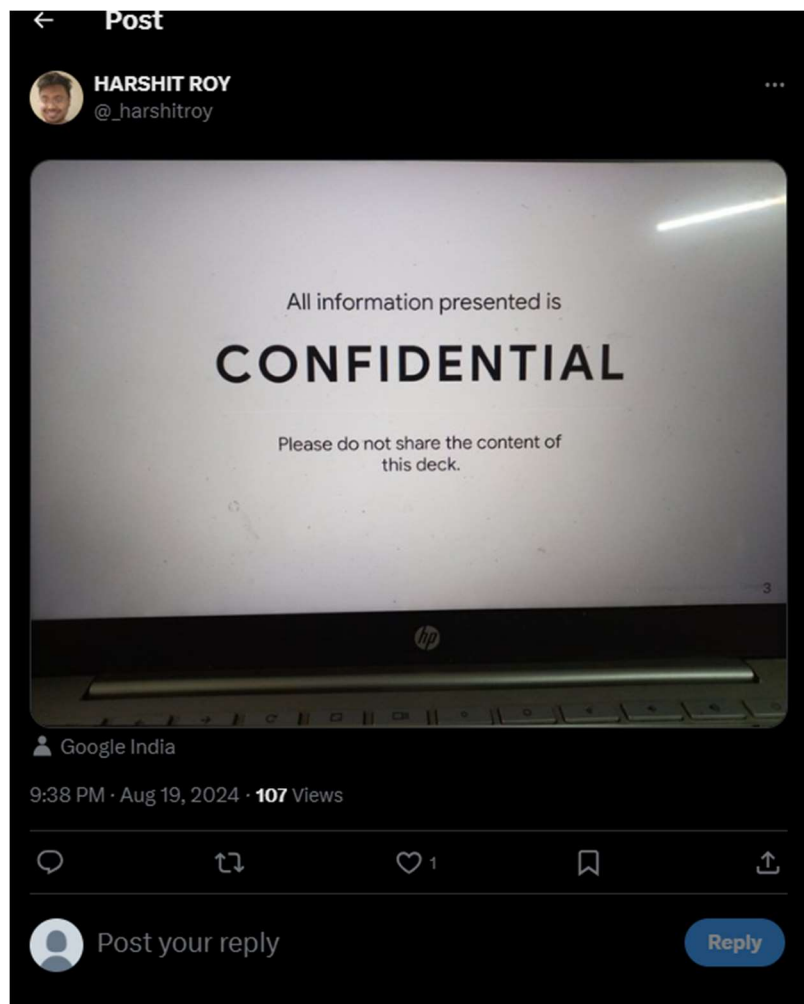 Post
HARSHIT ROY
@_harshitroy
All information presented is
CONFIDENTIAL
Please do not share the content of
this deck.
3
hp
Google India
9:38 PM · Aug 19, 2024 · 107 Views
1
Post your reply
Reply